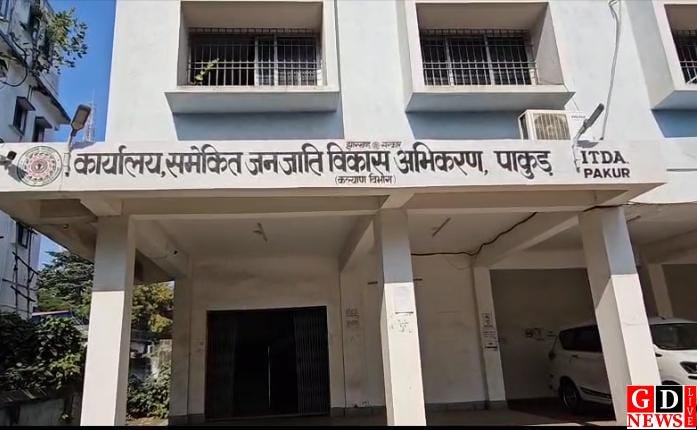 झारखण्ड सरकार
कार्यालय, समेकित जनजाति विकास अभिकरण, पाकुड़
(कल्याण विभाग)
ITDA
PAKUR
GD
NEWS
LIVE